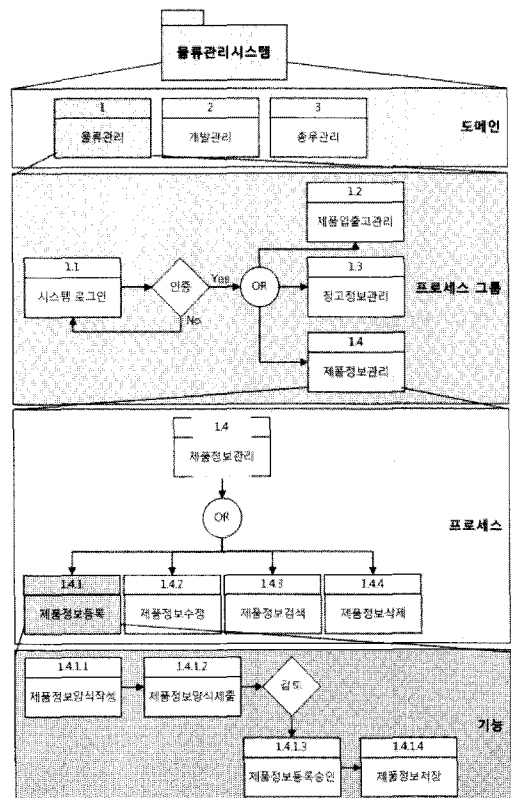 물류관리시스템
1
물류관리
2
개발관리
3
총무관리
도메인
1.1
시스템 로그인
인증
Yes
No
OR
1.2
제품입출고관리
1.3
창고정보관리
1.4
제품정보관리
프로세스 그룹
1.4
제품정보관리
OR
프로세스
1.4.1
제품정보등록
1.4.2
제품정보수정
1.4.3
제품정보검색
1.4.4
제품정보삭제
1.4.1.1
제품정보양식작성
1.4.1.2
제품정보양식제출
검토
기능
1.4.1.3
제품정보등록승인
1.4.1.4
제품정보저장